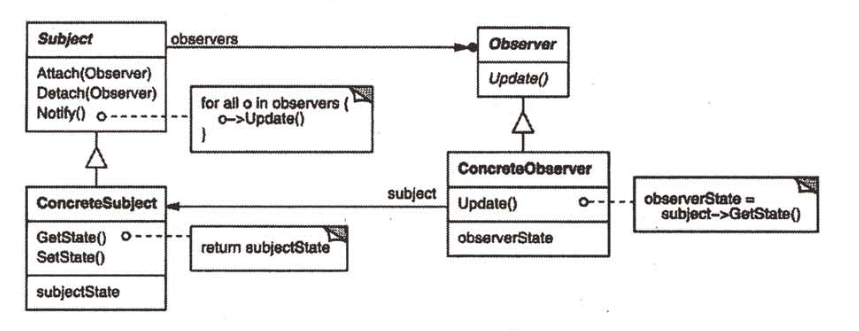 Subject
observers
Observer
Attach(Observer)
Detach(Observer)
Notify()
Update()
for all o in observers {
o->Update()
}
ConcreteSubject
GetState()
SetState()
subjectState
return subjectState
subject
ConcreteObserver
Update()
observerState
observerState =
subject->GetState()